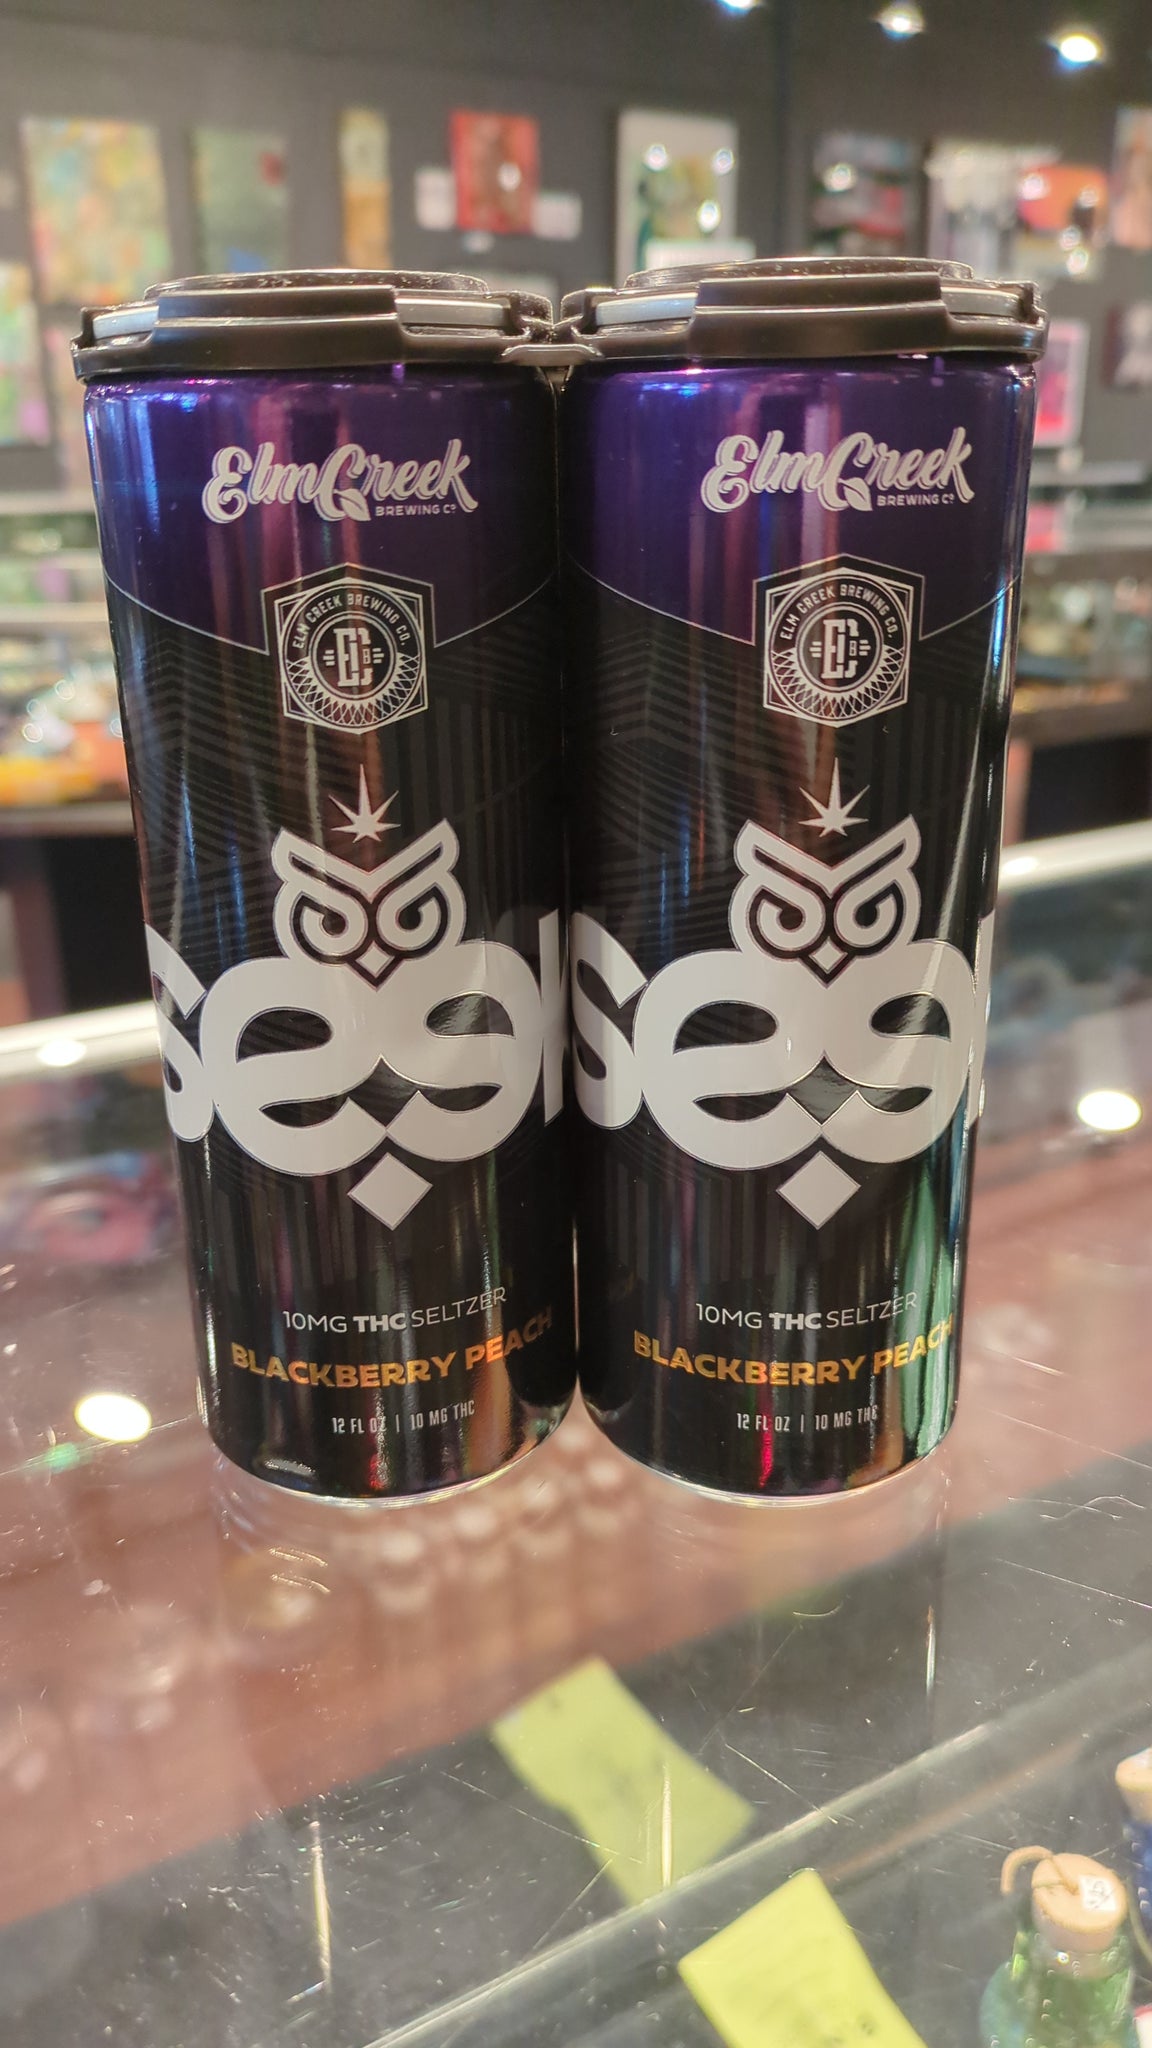 ElmCreek
BREWING CO
ELM CREEK BREWING CO.
ECB
seek
10MG THC SELTZER
BLACKBERRY PEACH
12 FL OZ | 10 MG THC
ElmCreek
BREWING CO
ELM CREEK BREWING CO.
ECB
seek
10MG THC SELTZER
BLACKBERRY PEACH
12 FL OZ | 10 MG THC